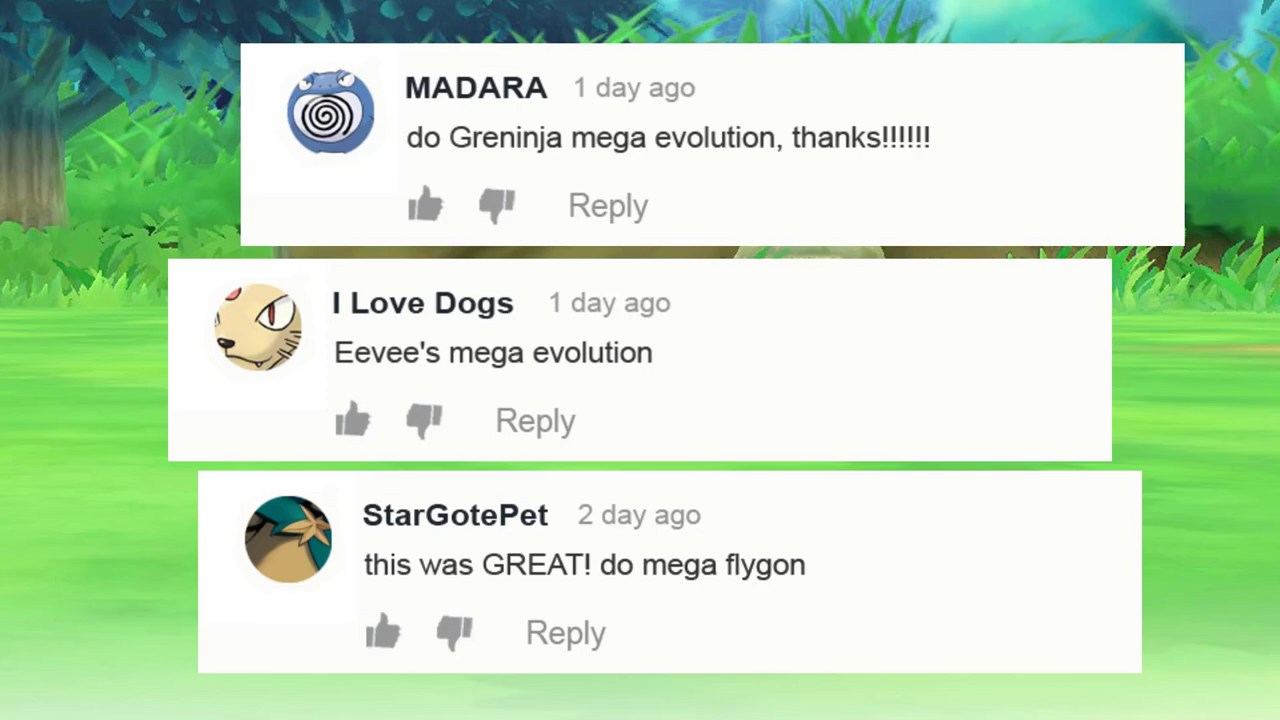 MADARA 1 day ago
do Greninja mega evolution, thanks!!!!!!
Reply
I Love Dogs 1 day ago
Eevee's mega evolution
Reply
StarGotePet 2 day ago
this was GREAT! do mega flygon
Reply